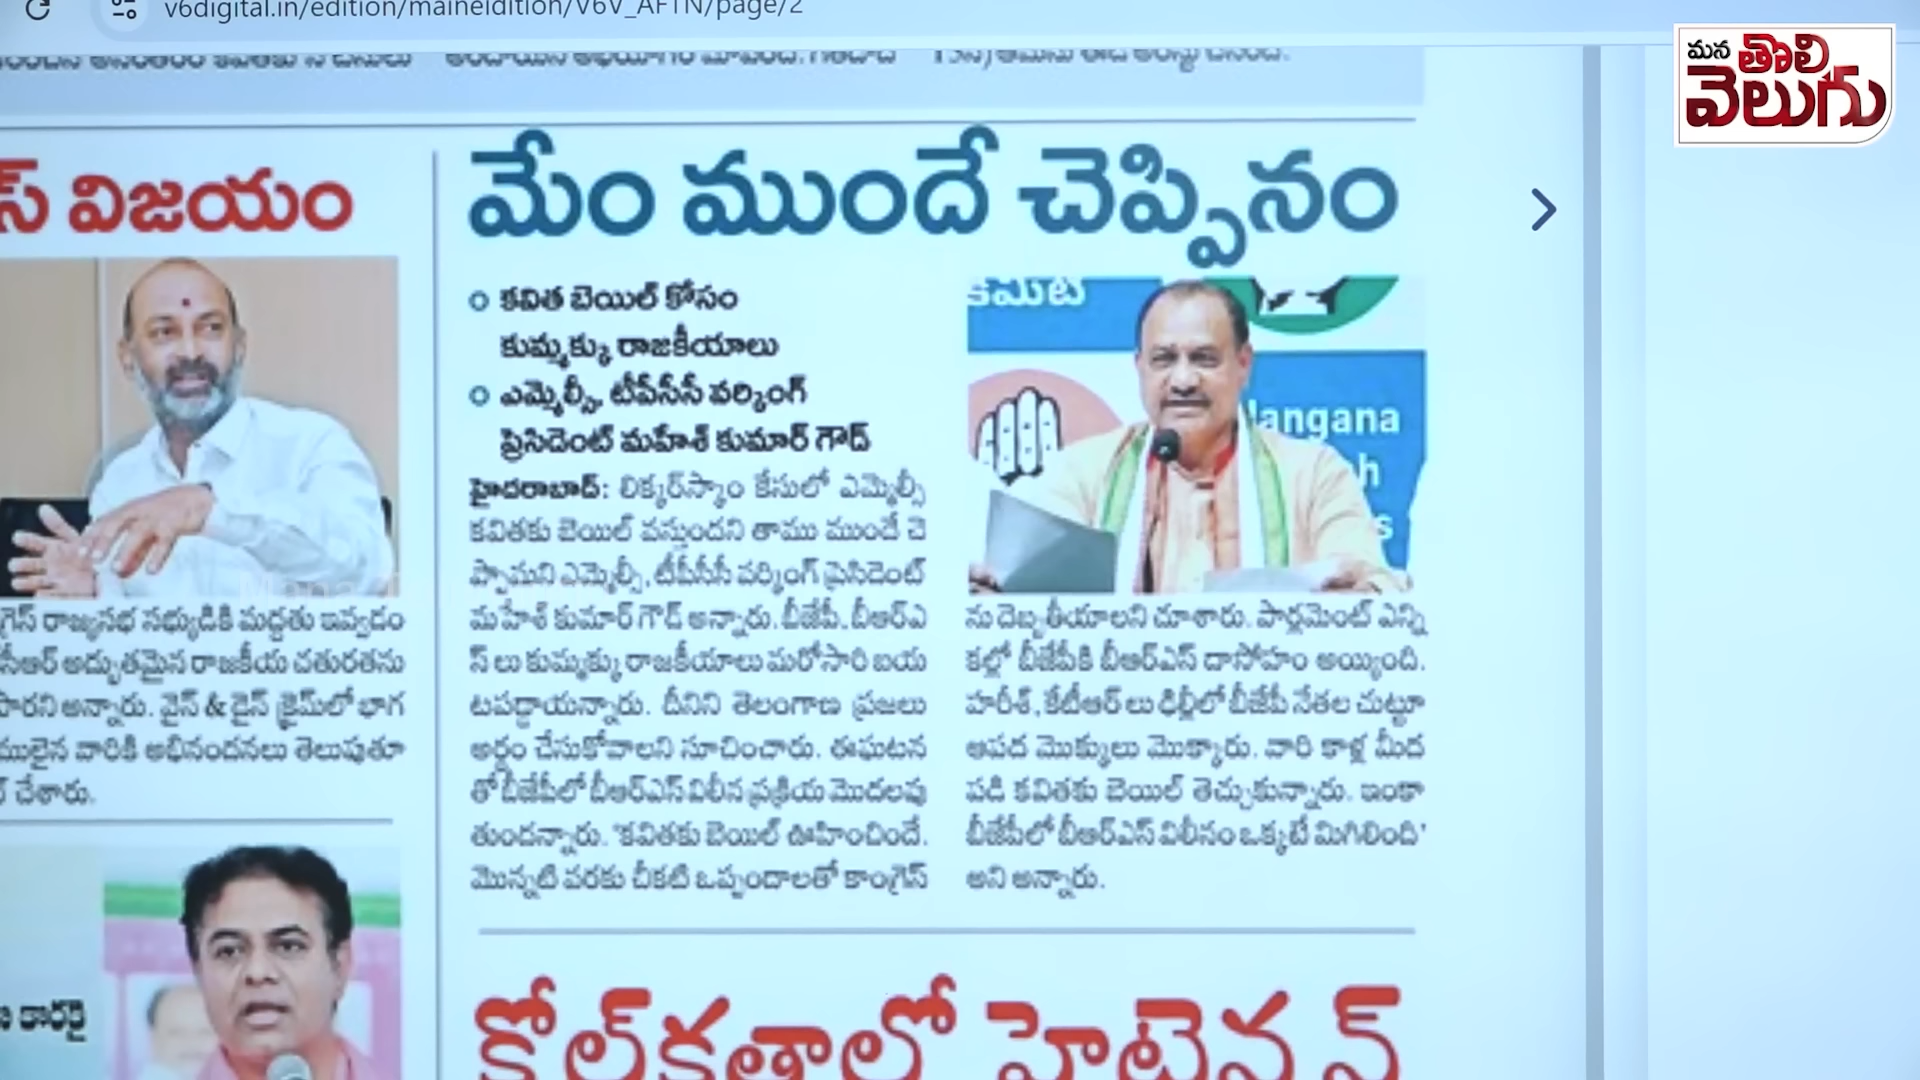 v6digital.in/edition/maineidition/V6V_AFTN/page/2
మన
తొలి
వెలుగు
విజయం
గ్రెస్ రాజ్యసభ సభ్యుడికి మద్దతు ఇవ్వడం
సీఆర్ అద్భుతమైన రాజకీయ చతురతను
అన్నారు. వైన్ & డైన్ క్రైమ్‌లో భాగ
ములైన వారికి అభినందనలు తెలుపుతూ
చేశారు.
మేం ముందే చెప్పినం
కవిత బెయిల్ కోసం
కుమ్మక్కు రాజకీయాలు
ఎమ్మెల్సీ, టీపీసీసీ వర్కింగ్
ప్రెసిడెంట్ మహేశ్ కుమార్ గౌడ్
హైదరాబాద్: లిక్కర్‌స్కాం కేసులో ఎమ్మెల్సీ
కవితకు బెయిల్ వస్తుందని తాము ముందే చె
ప్పామని ఎమ్మెల్సీ, టీపీసీసీ వర్కింగ్ ప్రెసిడెంట్
మహేశ్ కుమార్ గౌడ్ అన్నారు. బీజేపీ, బీఆర్ఎ
స్ లు కుమ్మక్కు రాజకీయాలు మరోసారి బయ
టపడ్డాయన్నారు. దీనిని తెలంగాణ ప్రజలు
అర్థం చేసుకోవాలని సూచించారు. ఈఘటన
తో బీజేపీలో బీఆర్ఎస్ విలీన ప్రక్రియ మొదలవు
తుందన్నారు. 'కవితకు బెయిల్ ఊహించిందే.
మొన్నటి వరకు చీకటి ఒప్పందాలతో కాంగ్రెస్
ను దెబ్బతీయాలని చూశారు. పార్లమెంట్ ఎన్ని
కల్లో బీజేపీకి బీఆర్ఎస్ దాసోహం అయ్యింది.
హరీశ్, కేటీఆర్ లు ఢిల్లీలో బీజేపీ నేతల చుట్టూ
ఆపద మొక్కులు మొక్కారు. వారి కాళ్ల మీద
పడి కవితకు బెయిల్ తెచ్చుకున్నారు. ఇంకా
బీజేపీలో బీఆర్ఎస్ విలీనం ఒక్కటే మిగిలింది'
అని అన్నారు.
కోల్‌కతాలో హైటెన్షన్